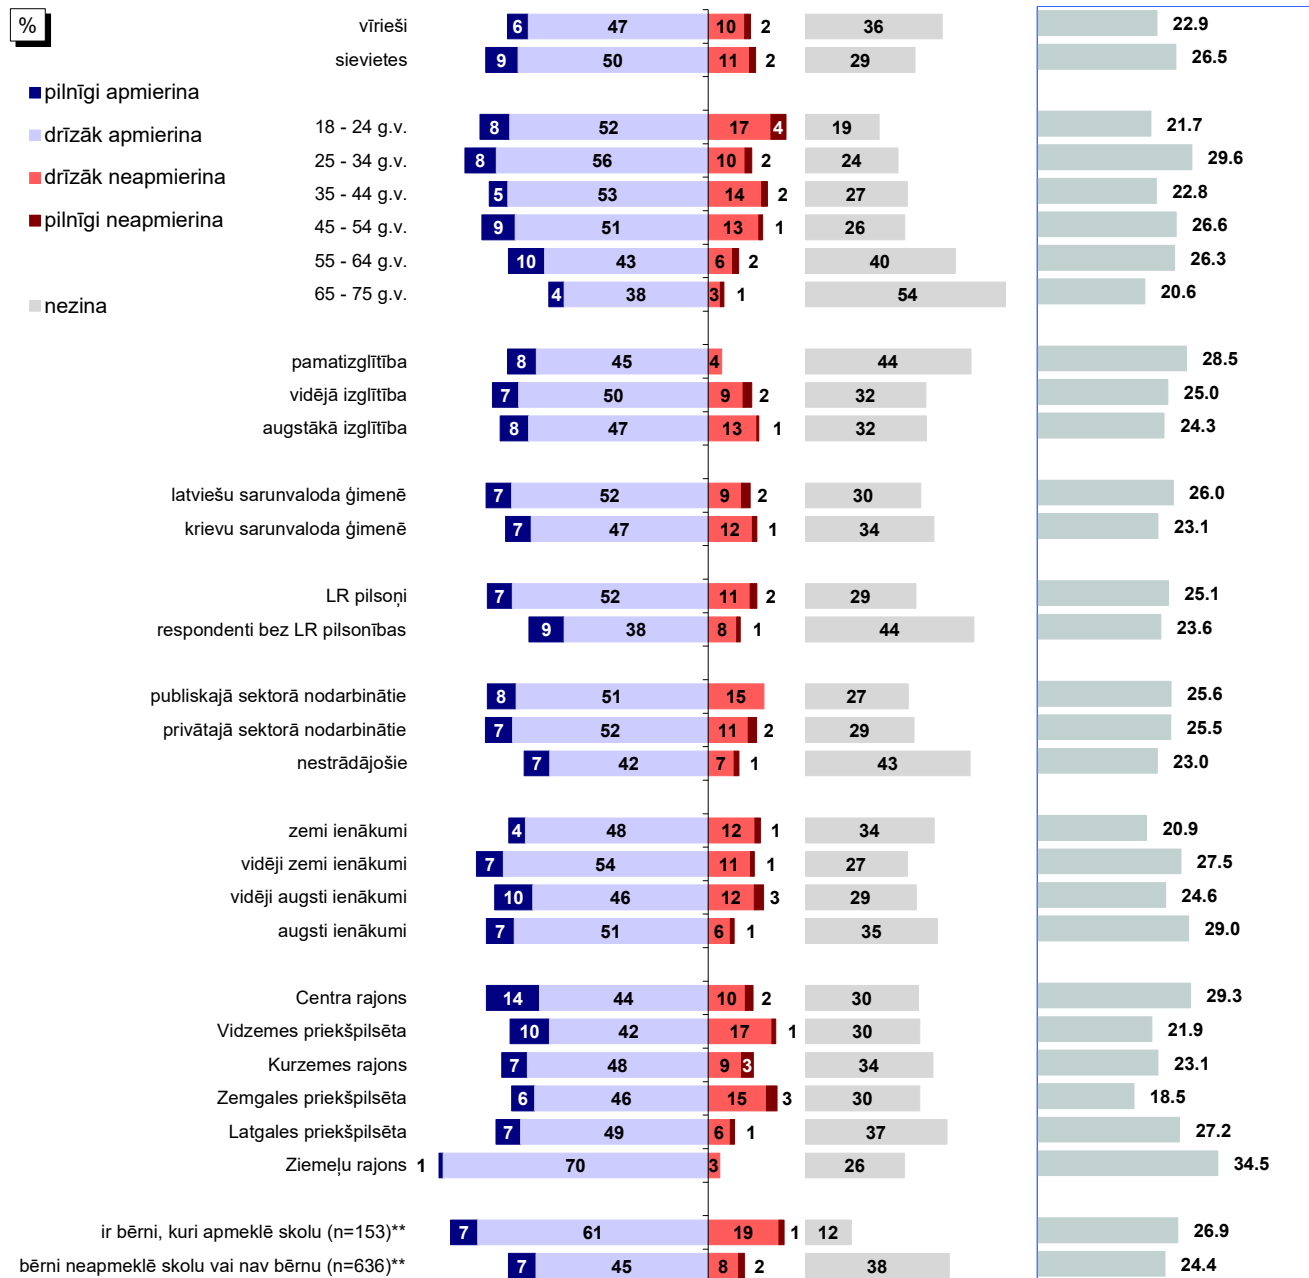 %
pilnīgi apmierina
drīzāk apmierina
drīzāk neapmierina
pilnīgi neapmierina
nezina
vīrieši 6 47 10 2 36 22.9
sievietes 9 50 11 2 29 26.5
18 - 24 g.v. 8 52 17 4 19 21.7
25 - 34 g.v. 8 56 10 2 24 29.6
35 - 44 g.v. 5 53 14 2 27 22.8
45 - 54 g.v. 9 51 13 1 26 26.6
55 - 64 g.v. 10 43 6 2 40 26.3
65 - 75 g.v. 4 38 3 1 54 20.6
pamatizglītība 8 45 4 44 28.5
vidējā izglītība 7 50 9 2 32 25.0
augstākā izglītība 8 47 13 1 32 24.3
latviešu sarunvaloda ģimenē 7 52 9 2 30 26.0
krievu sarunvaloda ģimenē 7 47 12 1 34 23.1
LR pilsoņi 7 52 11 2 29 25.1
respondenti bez LR pilsonības 9 38 8 1 44 23.6
publiskajā sektorā nodarbinātie 8 51 15 27 25.6
privātajā sektorā nodarbinātie 7 52 11 2 29 25.5
nestrādājošie 7 42 7 1 43 23.0
zemi ienākumi 4 48 12 1 34 20.9
vidēji zemi ienākumi 7 54 11 1 27 27.5
vidēji augsti ienākumi 10 46 12 3 29 24.6
augsti ienākumi 7 51 6 1 35 29.0
Centra rajons 14 44 10 2 30 29.3
Vidzemes priekšpilsēta 10 42 17 1 30 21.9
Kurzemes rajons 7 48 9 3 34 23.1
Zemgales priekšpilsēta 6 46 15 3 30 18.5
Latgales priekšpilsēta 7 49 6 1 37 27.2
Ziemeļu rajons 1 70 3 26 34.5
ir bērni, kuri apmeklē skolu (n=153)** 7 61 19 1 12 26.9
bērni neapmeklē skolu vai nav bērnu (n=636)** 7 45 8 2 38 24.4